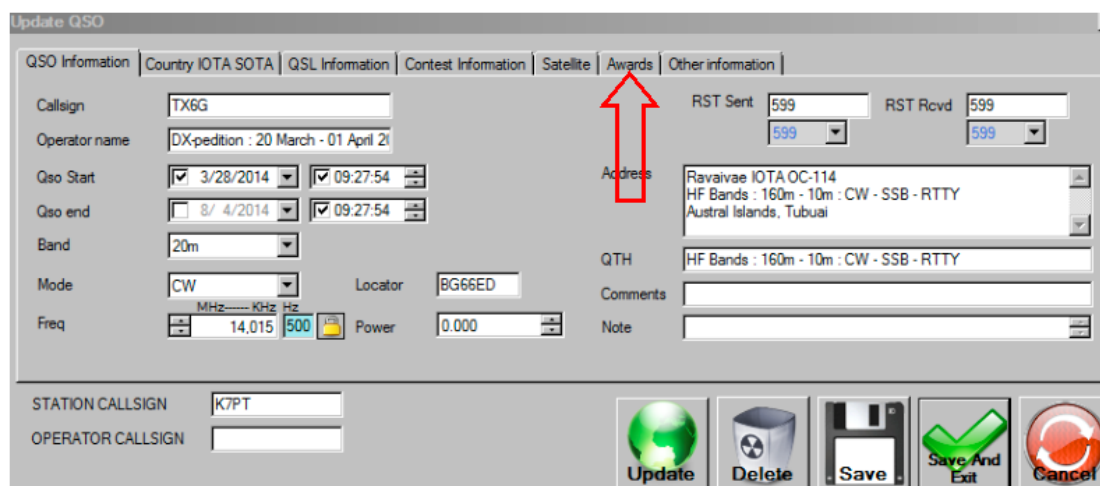 Update QSO
QSO Information Country IOTA SOTA QSL Information Contest Information Satellite Awards Other information
Callsign TX6G
RST Sent 599 RST Rcvd 599
599 599
Operator name DX-pedition : 20 March - 01 April 2
Qso Start 3/28/2014 09:27:54
Qso end 8/ 4/2014 09:27:54
Address Ravaivae IOTA OC-114
HF Bands : 160m - 10m : CW - SSB - RTTY
Austral Islands, Tubuai
Band 20m
QTH HF Bands : 160m - 10m : CW - SSB - RTTY
Mode CW Locator BG66ED
Comments
MHz------ KHz Hz
Freq 14,015 500 Power 0.000
Note
STATION CALLSIGN K7PT
OPERATOR CALLSIGN
Update Delete Save Save And Exit Cancel